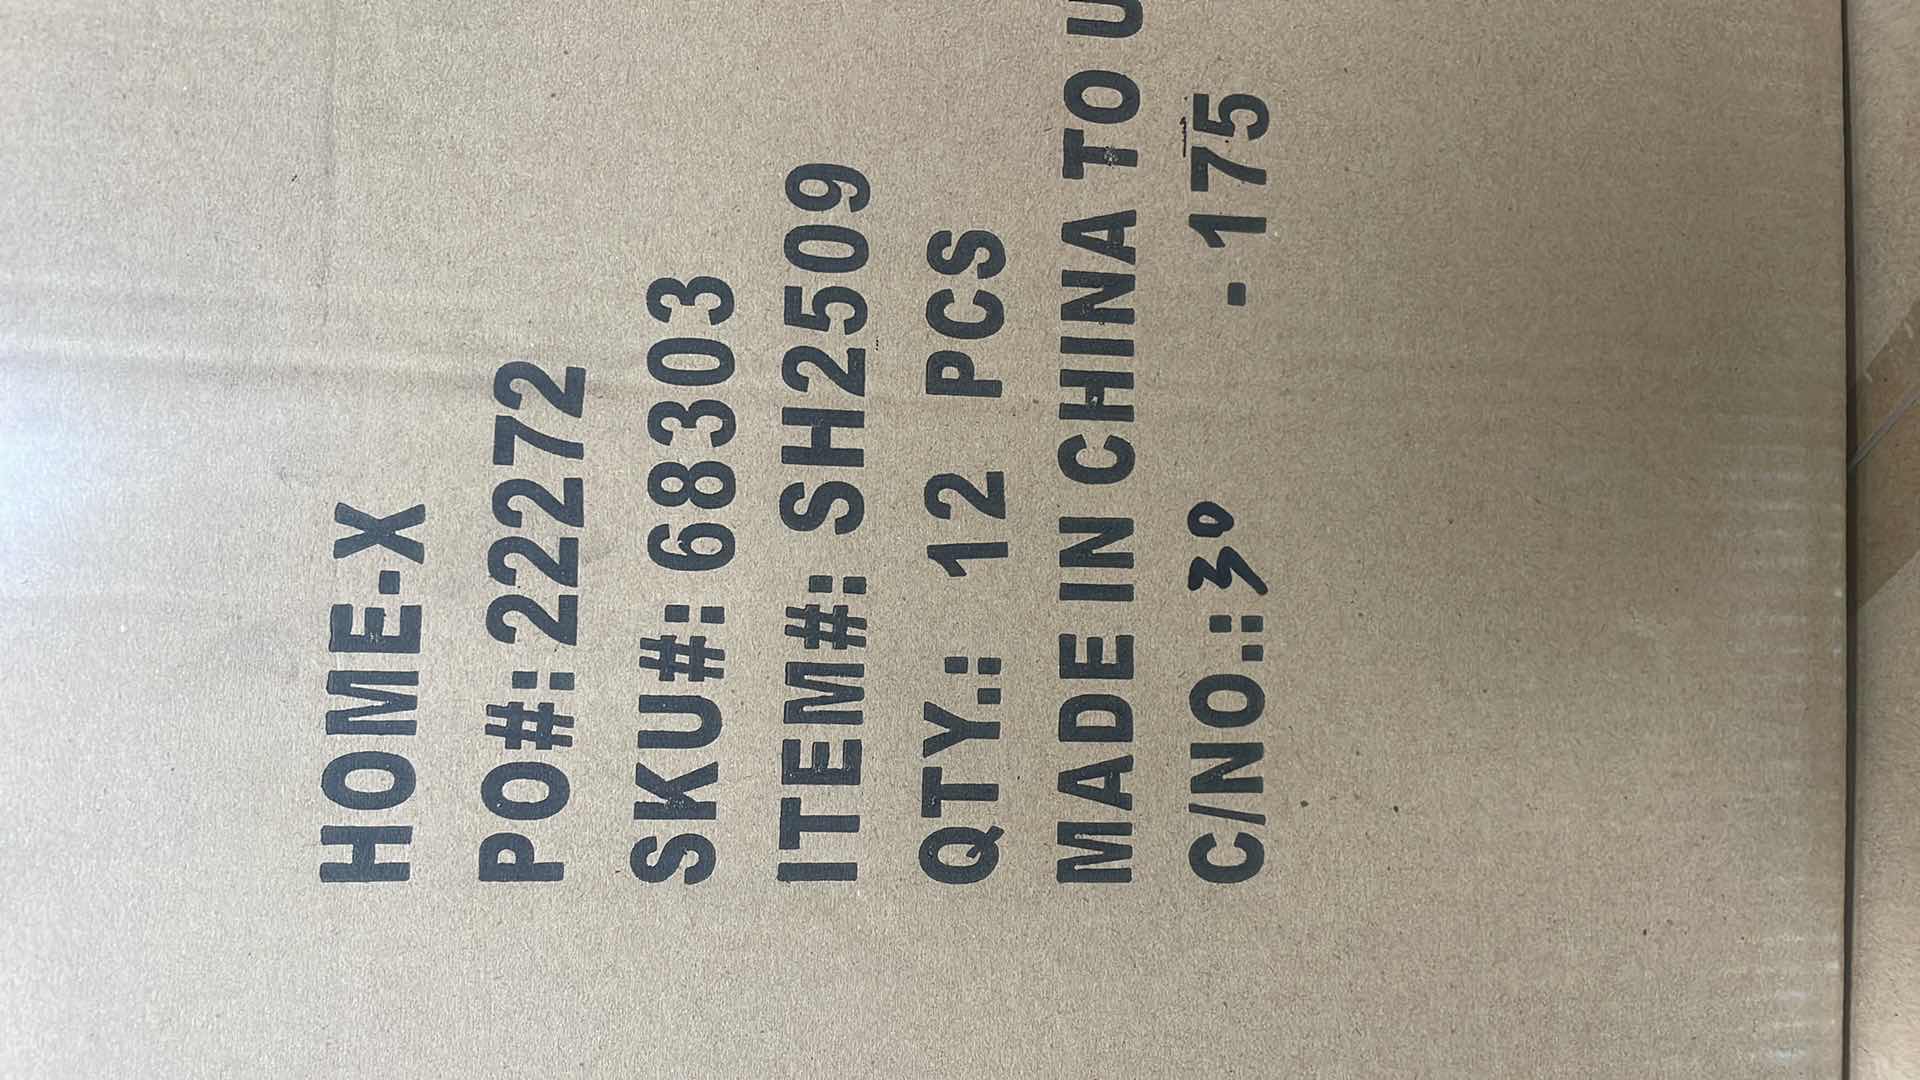 HOME-X
PO#: 22272
SKU#: 68303
ITEM#: SH2509
QTY.: 12 PCS
MADE IN CHINA TO U
C/NO.: 30 - 175